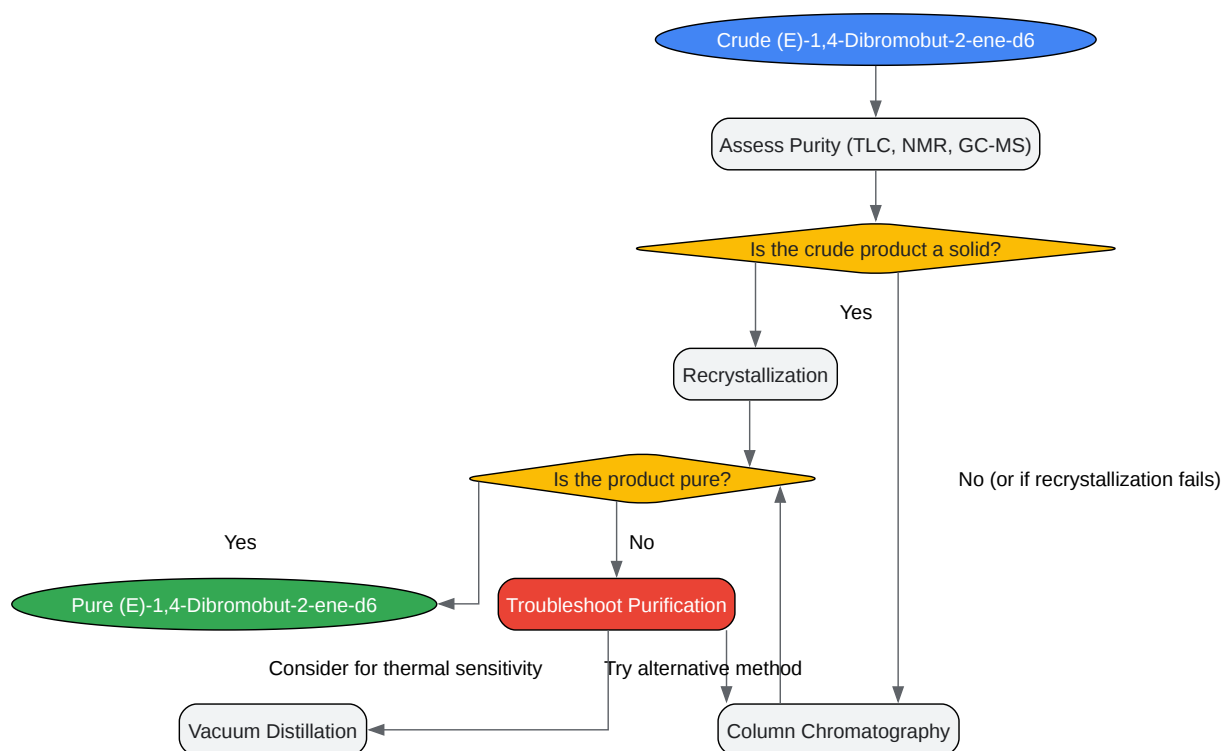 Crude (E)-1,4-Dibromobut-2-ene-d6
Assess Purity (TLC, NMR, GC-MS)
Is the crude product a solid?
Yes
Recrystallization
Is the product pure?
No (or if recrystallization fails)
Yes
No
Pure (E)-1,4-Dibromobut-2-ene-d6
Troubleshoot Purification
Consider for thermal sensitivity
Try alternative method
Vacuum Distillation
Column Chromatography